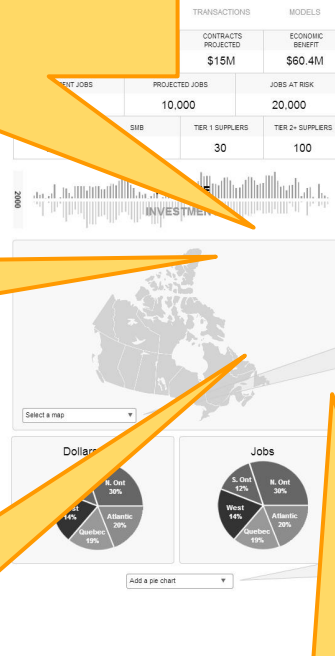 TRANSACTIONS MODELS
CONTRACTS PROJECTED
ECONOMIC BENEFIT
$15M $60.4M
JOBS PROJECTED JOBS JOBS AT RISK
10,000 20,000
SMB TIER 1 SUPPLIERS TIER 2+ SUPPLIERS
30 100
2000
Select a map
Jobs
N. Ont
30%
14%
Quebec
19%
Atlantic
20%
S. Ont
12%
N. Ont
30%
West
14%
Quebec
19%
Atlantic
20%
Add a pie chart